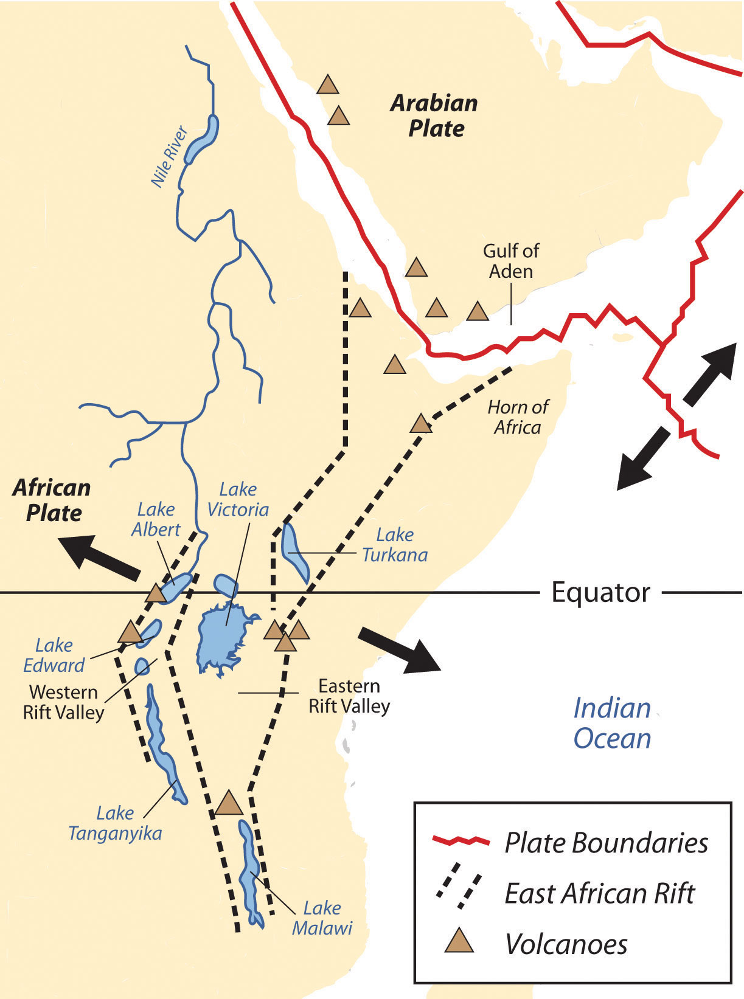 Arabian
Plate
Nile River
Gulf of
Aden
Horn of
Africa
African
Plate
Lake
Victoria
Lake
Albert
Lake
Turkana
Equator
Lake
Edward
Western
Rift Valley
Eastern
Rift Valley
Indian
Ocean
Lake
Tanganyika
Lake
Malawi
Plate Boundaries
East African Rift
Volcanoes